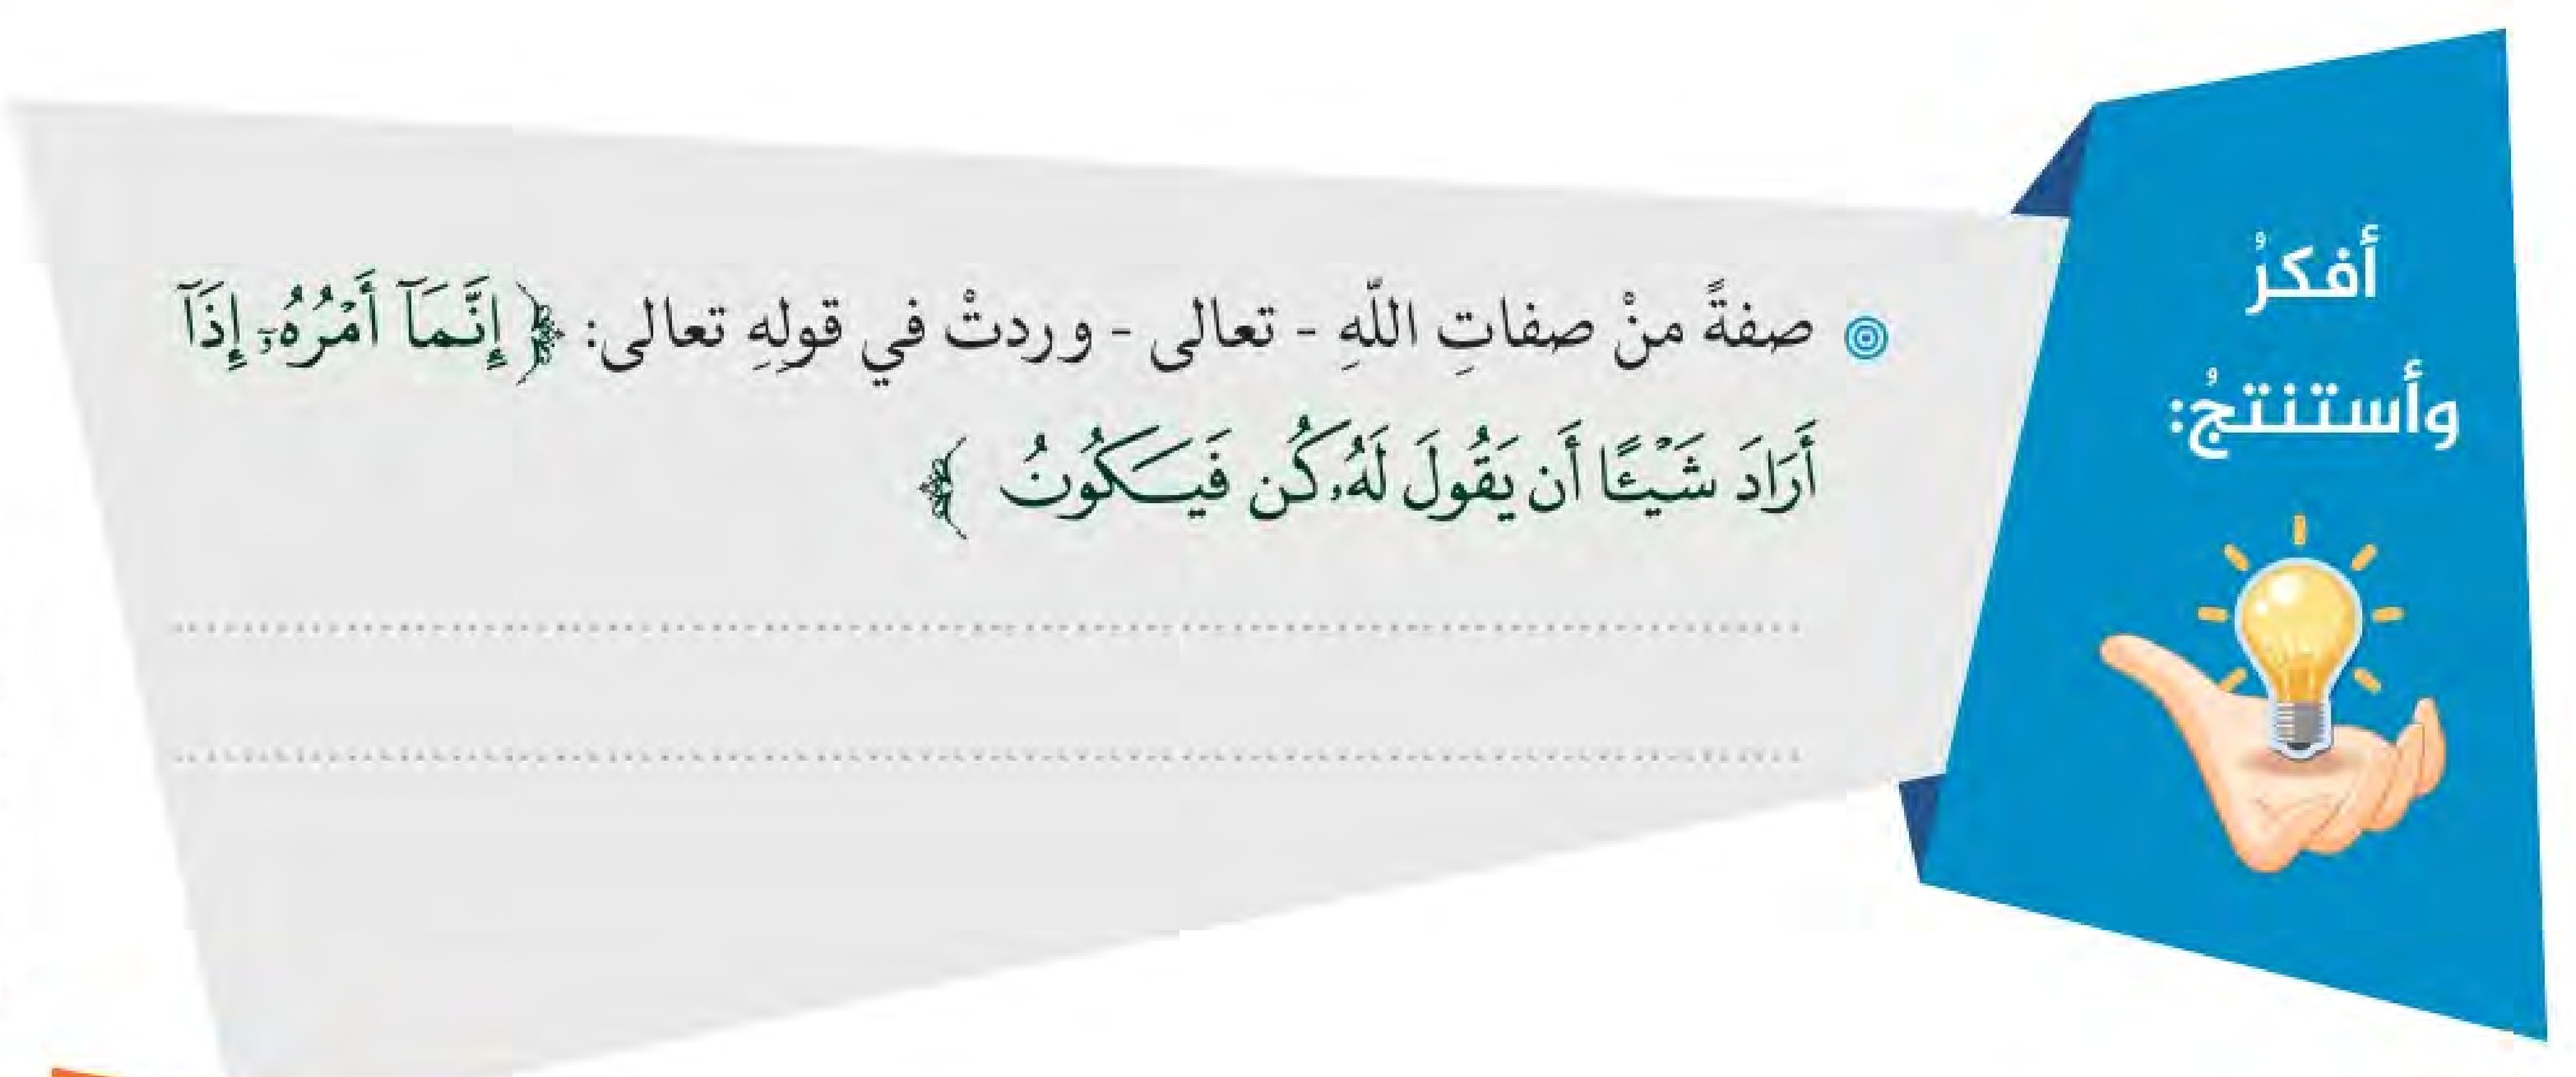 أفكرُ
وأستنتجُ:
صفةً منْ صفاتِ اللَّهِ - تعالى - وردتْ في قولِهِ تعالى: ﴿ إِنَّمَآ أَمْرُهُۥٓ إِذَآ
أَرَادَ شَيْـًٔا أَن يَقُولَ لَهُۥ كُن فَيَكُونُ ﴾